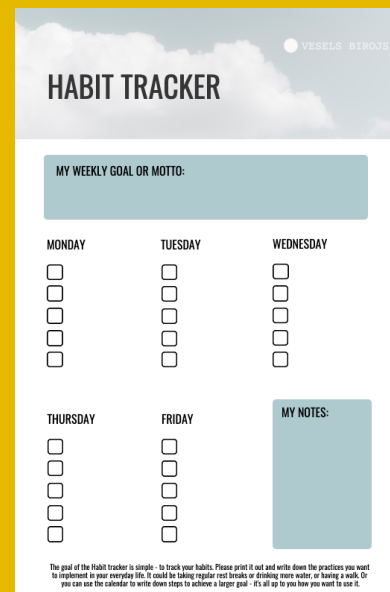 VESELS BIROJS
HABIT TRACKER
MY WEEKLY GOAL OR MOTTO:
MONDAY
TUESDAY
WEDNESDAY
THURSDAY
FRIDAY
MY NOTES:
The goal of the Habit tracker is simple - to track your habits. Please print it out and write down the practices you want
to implement in your everyday life. It could be taking regular rest breaks or drinking more water, or having a walk. Or
you can use the calendar to write down steps to achieve a larger goal - it's all up to you how you want to use it.